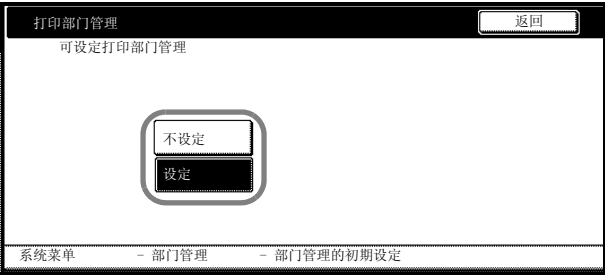 打印部门管理 返回
可设定打印部门管理
不设定
设定
系统菜单 - 部门管理 - 部门管理的初期设定